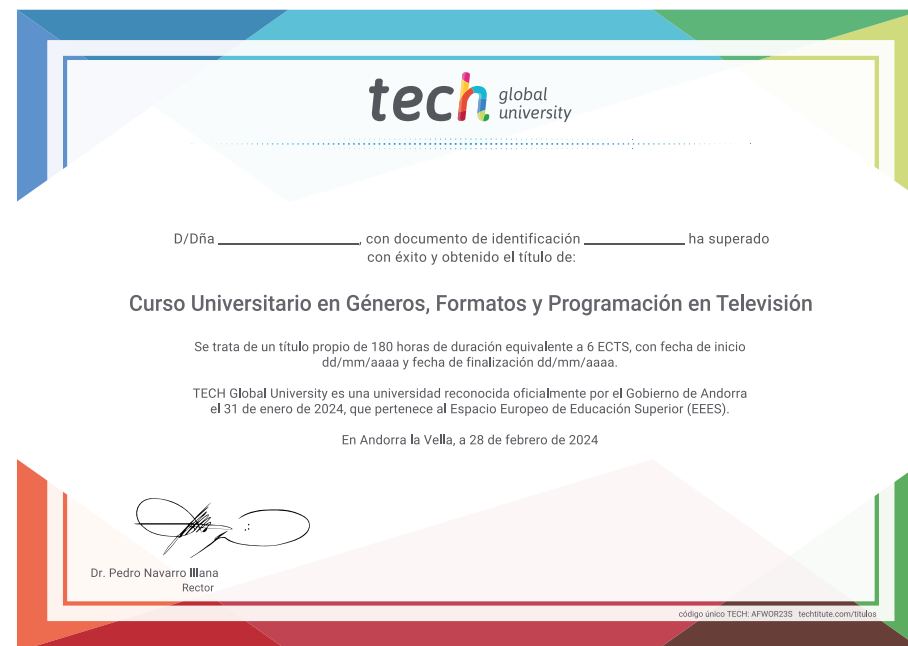 tech global university
D/Dña ____________________, con documento de identificación ______________ ha superado
con éxito y obtenido el título de:
Curso Universitario en Géneros, Formatos y Programación en Televisión
Se trata de un título propio de 180 horas de duración equivalente a 6 ECTS, con fecha de inicio
dd/mm/aaaa y fecha de finalización dd/mm/aaaa.
TECH Global University es una universidad reconocida oficialmente por el Gobierno de Andorra
el 31 de enero de 2024, que pertenece al Espacio Europeo de Educación Superior (EEES).
En Andorra la Vella, a 28 de febrero de 2024
Dr. Pedro Navarro Illana
Rector
código único TECH: AFWOR23S techtitute.com/titulos